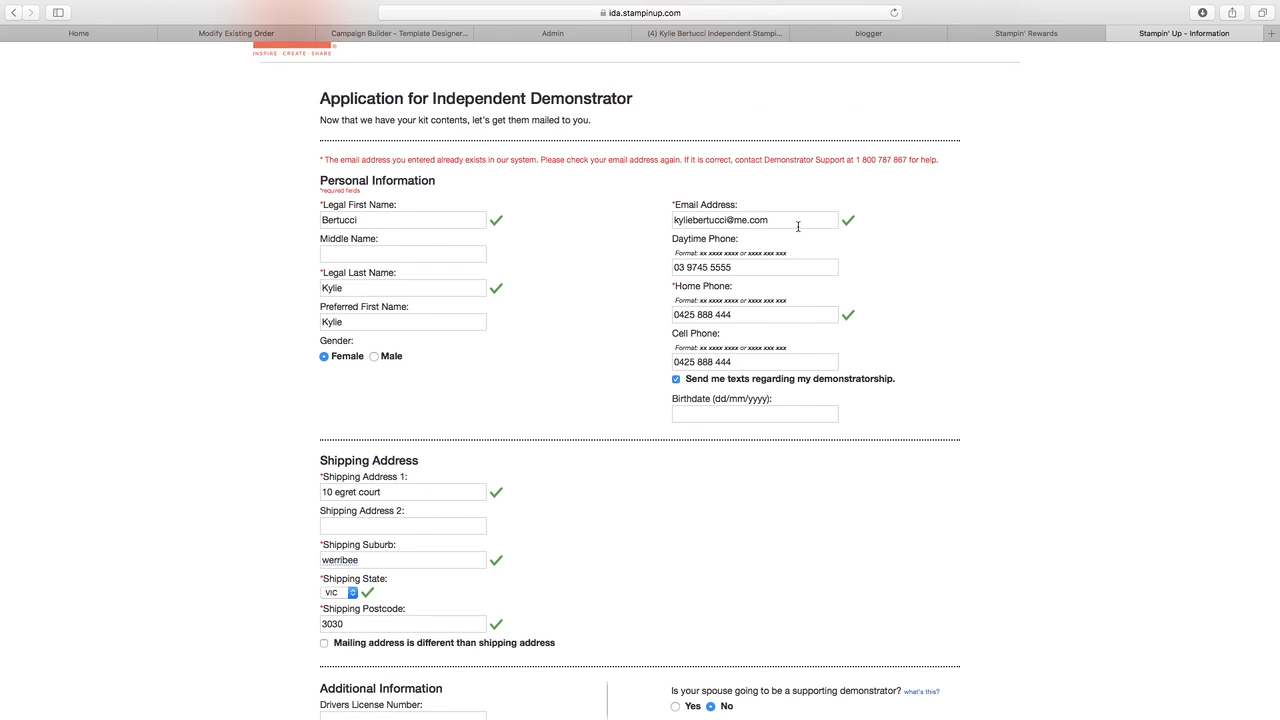 ida.stampinup.com
Home
Modify Existing Order
Campaign Builder - Template Designer...
Admin
(4) Kylie Bertucci Independent Stampi...
blogger
Stampin' Rewards
Stampin' Up - Information
INSPIRE · CREATE · SHARE
Application for Independent Demonstrator
Now that we have your kit contents, let's get them mailed to you.
* The email address you entered already exists in our system. Please check your email address again. If it is correct, contact Demonstrator Support at 1 800 787 867 for help.
Personal Information
*required fields
*Legal First Name:
Bertucci
Middle Name:
*Legal Last Name:
Kylie
Preferred First Name:
Kylie
Gender:
Female Male
*Email Address:
kyliebertucci@me.com
Daytime Phone:
Format: xx xxxx xxxx or xxxx xxx xxx
03 9745 5555
*Home Phone:
Format: xx xxxx xxxx or xxxx xxx xxx
0425 888 444
Cell Phone:
Format: xx xxxx xxxx or xxxx xxx xxx
0425 888 444
Send me texts regarding my demonstratorship.
Birthdate (dd/mm/yyyy):
Shipping Address
*Shipping Address 1:
10 egret court
Shipping Address 2:
*Shipping Suburb:
werribee
*Shipping State:
VIC
*Shipping Postcode:
3030
Mailing address is different than shipping address
Additional Information
Drivers License Number:
Is your spouse going to be a supporting demonstrator? what's this?
Yes No